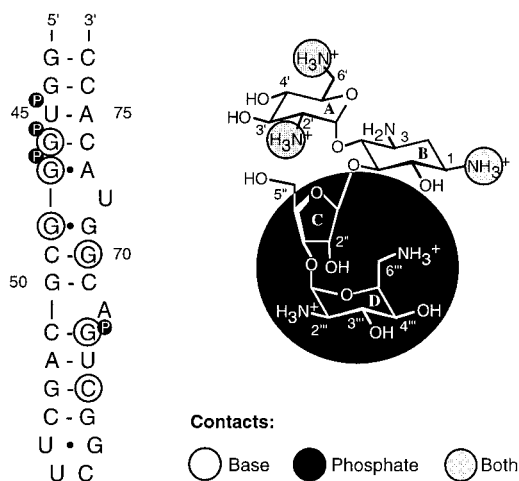 5' 3'
G - C
G - C
P
45 U - A 75
P
G - C
P
G • A
U
G • G
C - G 70
50 G - C
A
C - G P
A - U
G - C
C - G
U U • G G
U U C
H₃N⁺
6'
4'
HO
O
A
HO
3'
2'
H₃N⁺
O
H₂N 3
B
1
NH₃⁺
O
OH
HO
5"
O
C
2"
O OH
NH₃⁺
6'''
O
D
H₃N⁺
2'''
3'''
OH
4'''
OH
Contacts:
Base Phosphate Both